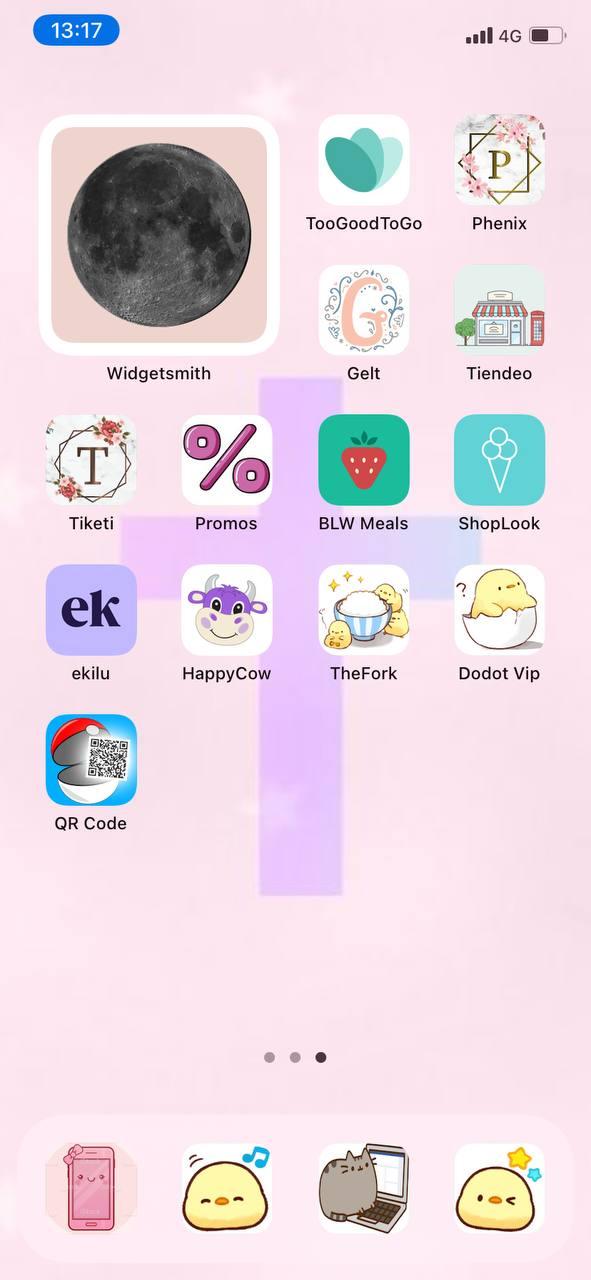 13:17
4G
TooGoodToGo
P
Phenix
Widgetsmith
G
Gelt
Tiendeo
T
Tiketi
%
Promos
BLW Meals
ShopLook
ek
ekilu
HappyCow
TheFork
?
Dodot Vip
QR Code